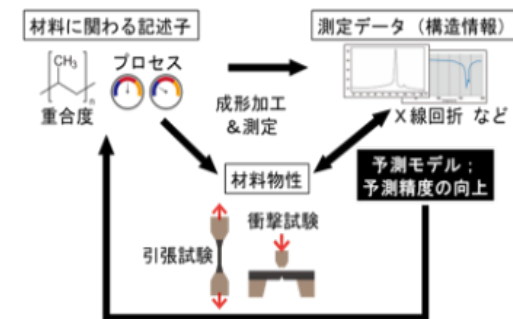 材料に関わる記述子
測定データ（構造情報）
CH3
n
プロセス
重合度
成形加工
＆測定
X線回折 など
材料物性
予測モデル；
予測精度の向上
衝撃試験
引張試験